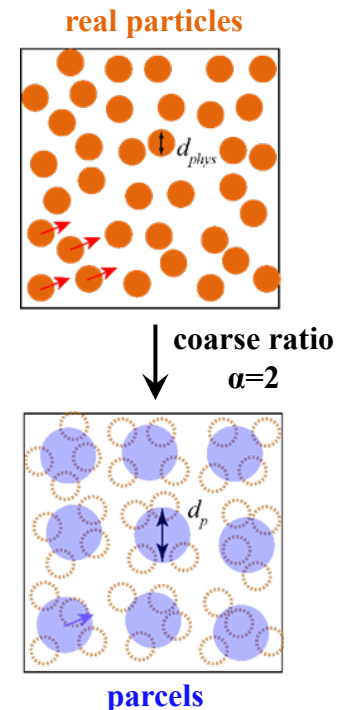 real particles
d_phys
coarse ratio
α=2
d_p
parcels